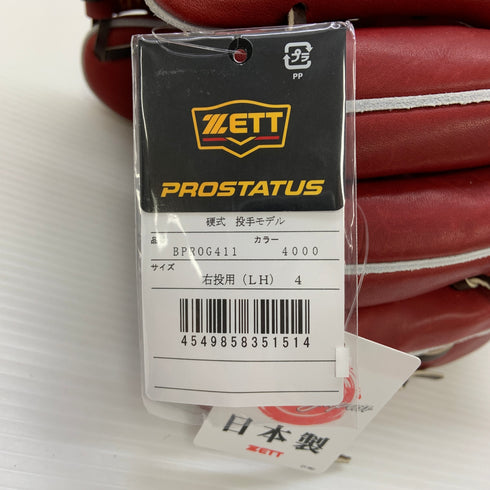 プラ
PP
ZETT
PROSTATUS
硬式 投手モデル
品 カラー
BPROG411 4000
サイズ
右投用(LH) 4
4549858351514
日本製
ZETT